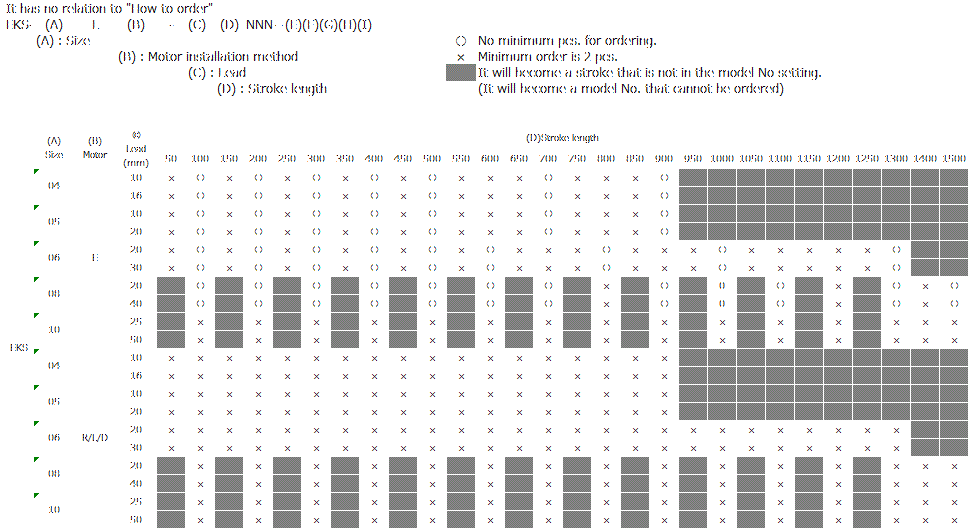 It has no relation to "How to order"
EKS- (A) E (B) - (C) (D) NNN- -(E)(F)(G)(H)(I)
(A) : Size
○ No minimum pcs. for ordering.
(B) : Motor installation method
× Minimum order is 2 pcs.
(C) : Lead
It will become a stroke that is not in the model No setting.
(D) : Stroke length
(It will become a model No. that cannot be ordered)
(A) Size (B) Motor © Lead (mm) (D)Stroke length
50 100 150 200 250 300 350 400 450 500 550 600 650 700 750 800 850 900 950 1000 1050 1100 1150 1200 1250 1300 1400 1500
EKS
E
04 10 × ○ × ○ × ○ × ○ × ○ × × × ○ × × × ○
16 × ○ × ○ × ○ × ○ × ○ × × × ○ × × × ○
05 10 × ○ × ○ × ○ × ○ × ○ × × × ○ × × × ○
20 × ○ × ○ × ○ × ○ × ○ × × × ○ × × × ○
06 20 × ○ × ○ × ○ × ○ × ○ × ○ × × × ○ × × × ○ × × × × × ○
30 × ○ × ○ × ○ × ○ × ○ × ○ × × × ○ × × × ○ × × × × × ○
08 20 ○ ○ ○ ○ ○ ○ ○ × × ○ ○ × ○ × ○
40 ○ ○ ○ ○ ○ ○ ○ × × ○ ○ × ○ × ○
10 25 × × × × × × × × × × × × × × ×
50 × × × × × × × × × × × × × × ×
R/L/D
04 10 × × × × × × × × × × × × × × × × × ×
16 × × × × × × × × × × × × × × × × × ×
05 10 × × × × × × × × × × × × × × × × × ×
20 × × × × × × × × × × × × × × × × × ×
06 20 × × × × × × × × × × × × × × × × × × × × × × × × × ×
30 × × × × × × × × × × × × × × × × × × × × × × × × × ×
08 20 × × × × × × × × × × × × × × ×
40 × × × × × × × × × × × × × × ×
10 25 × × × × × × × × × × × × × × ×
50 × × × × × × × × × × × × × × ×